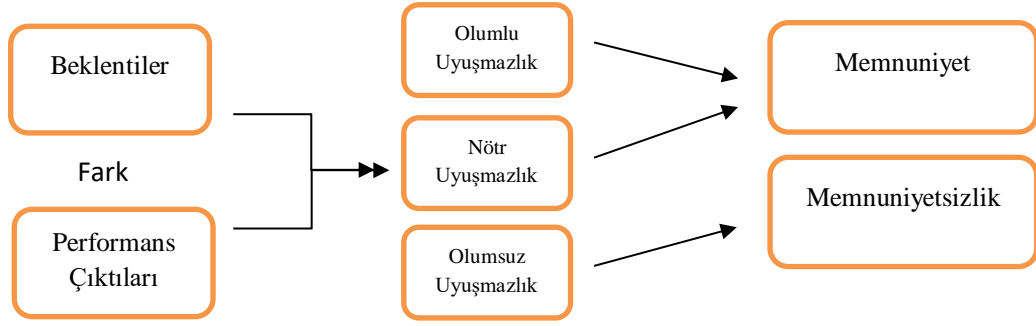 Beklentiler
Fark
Performans
Çıktıları
Olumlu
Uyuşmazlık
Nötr
Uyuşmazlık
Olumsuz
Uyuşmazlık
Memnuniyet
Memnuniyetsizlik